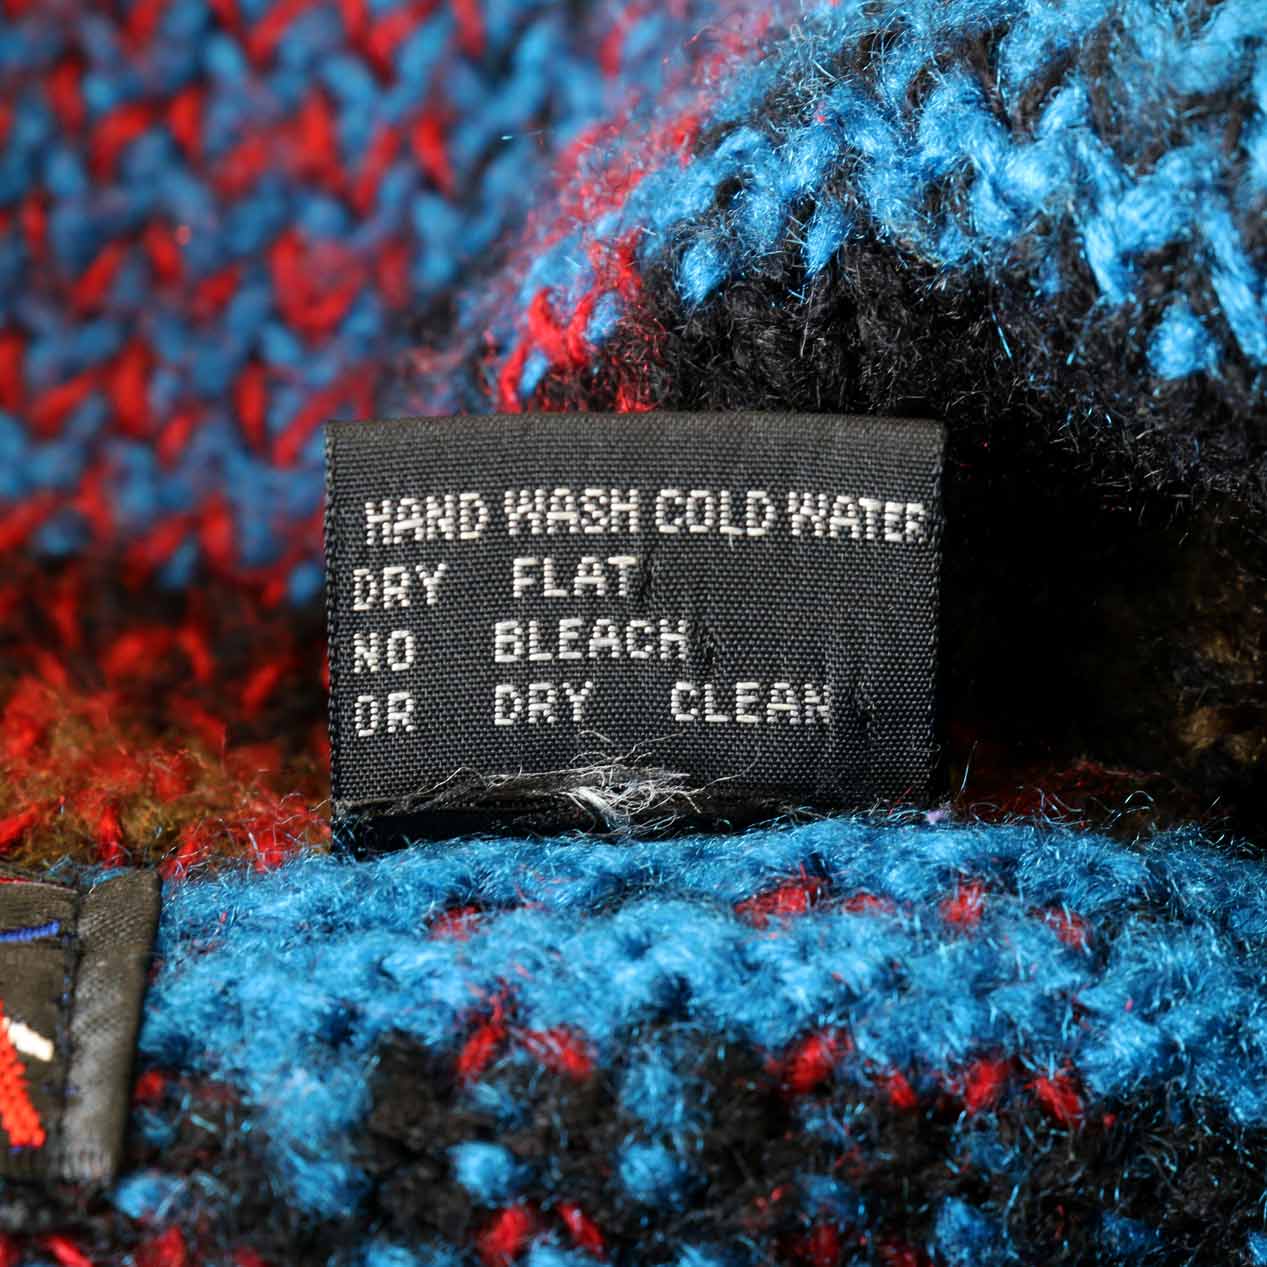 HAND WASH COLD WATER
DRY FLAT
NO BLEACH
OR DRY CLEAN